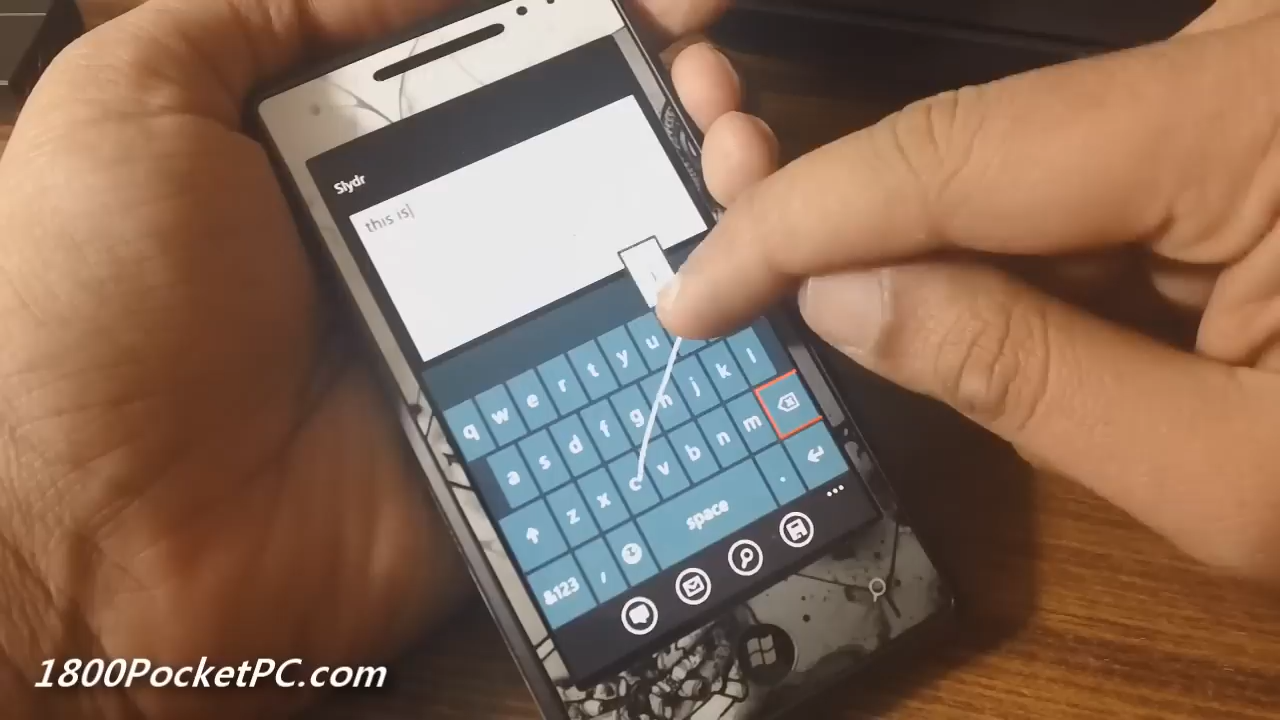 Slydr
this is
q w e r t y u
a s d f g h j k l
z x c v b n m
&123 , space .
1800PocketPC.com